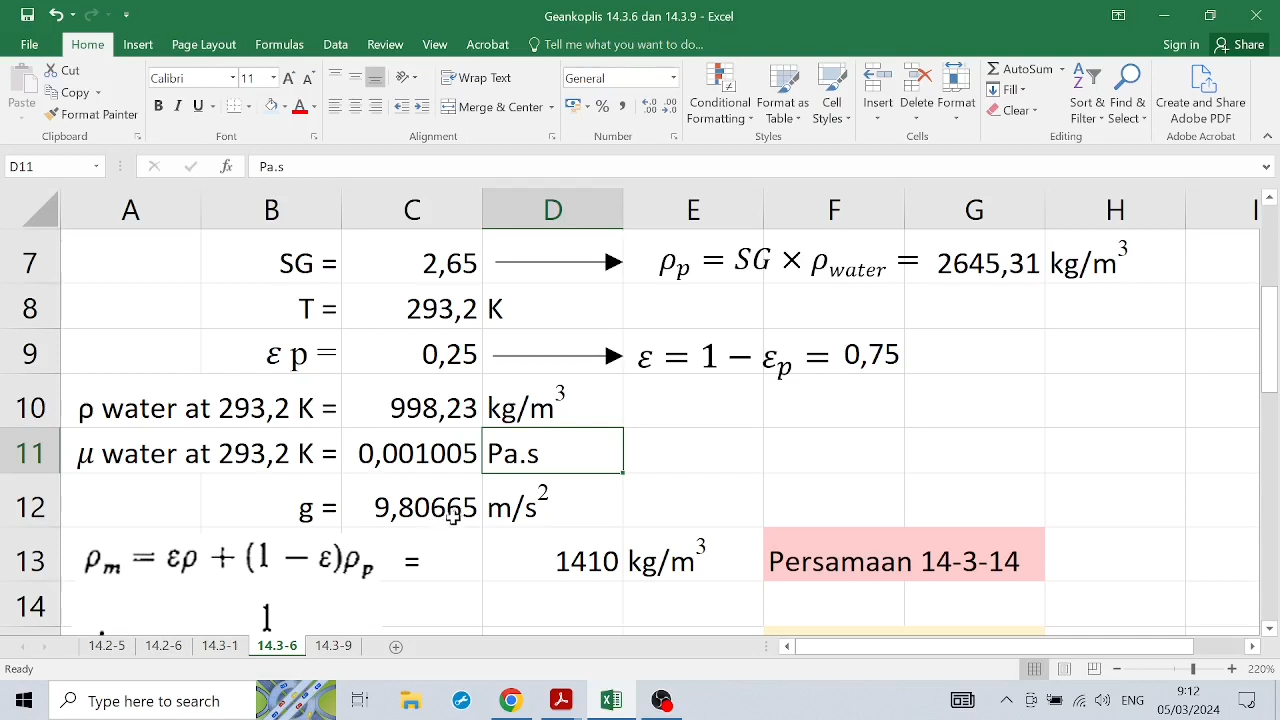 Geankoplis 14.3.6 dan 14.3.9 - Excel
File Home Insert Page Layout Formulas Data Review View Acrobat Tell me what you want to do... Sign in Share
Paste
Cut
Copy
Format Painter
Clipboard
Calibri 11
B I U
Font
Wrap Text
Merge & Center
Alignment
General
Number
Conditional Formatting
Format as Table
Cell Styles
Styles
Insert Delete Format
Cells
AutoSum
Fill
Clear
Sort & Filter
Find & Select
Editing
Create and Share Adobe PDF
Adobe Acrobat
D11 fx Pa.s
A B C D E F G H I
7 SG = 2,65 ρp = SG × ρwater = 2645,31 kg/m³
8 T = 293,2 K
9 ε p = 0,25 ε = 1 − εp = 0,75
10 ρ water at 293,2 K = 998,23 kg/m³
11 μ water at 293,2 K = 0,001005 Pa.s
12 g = 9,80665 m/s²
13 ρm = ερ + (1 − ε)ρp = 1410 kg/m³ Persamaan 14-3-14
14 1
14.2-5 14.2-6 14.3-1 14.3-6 14.3-9
Ready 220%
Type here to search ENG 9:12
05/03/2024